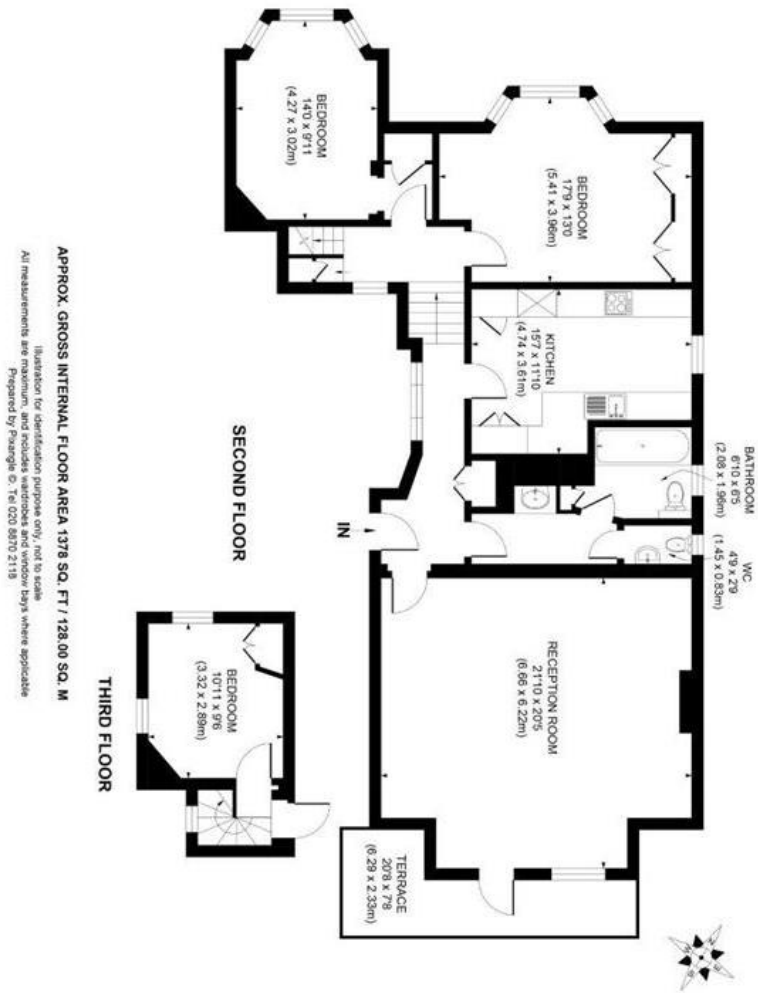 BATHROOM
6'10 x 6'5
(2.08 x 1.96m)
WC
4'9 x 2'9
(1.45 x 0.83m)
BEDROOM
17'9 x 13'0
(5.41 x 3.96m)
KITCHEN
15'7 x 11'10
(4.74 x 3.61m)
RECEPTION ROOM
21'10 x 20'5
(6.66 x 6.22m)
BEDROOM
14'0 x 9'11
(4.27 x 3.02m)
IN
TERRACE
20'8 x 7'8
(6.29 x 2.33m)
SECOND FLOOR
BEDROOM
10'11 x 9'6
(3.32 x 2.89m)
THIRD FLOOR
APPROX. GROSS INTERNAL FLOOR AREA 1378 SQ. FT / 128.00 SQ. M
Illustration for identification purpose only, not to scale
All measurements are maximum, and includes wardrobes and window bays where applicable
Prepared by Pixangle ©. Tel 020 8870 2118